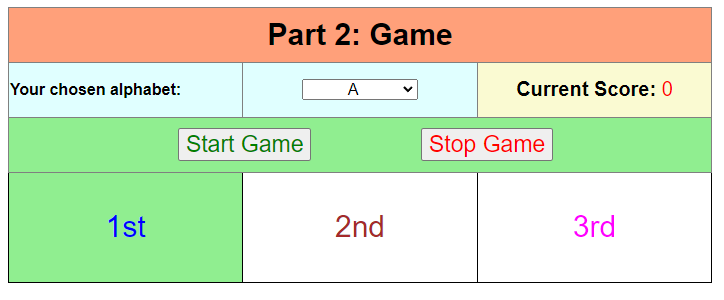 Part 2: Game
Your chosen alphabet: A Current Score: 0
Start Game Stop Game
1st 2nd 3rd